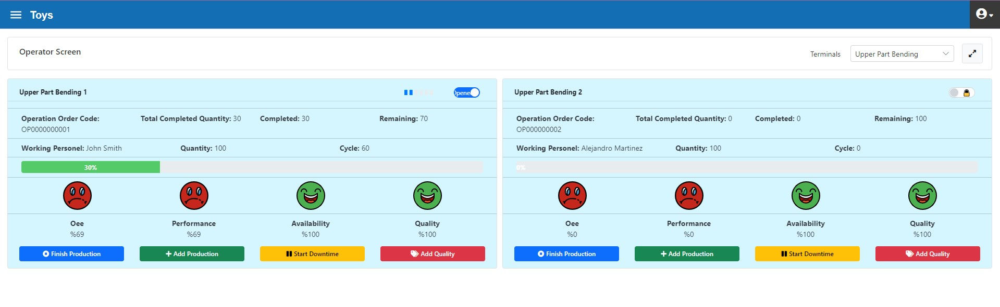 Toys
Operator Screen
Terminals Upper Part Bending
Upper Part Bending 1
Opene
Operation Order Code: Total Completed Quantity: 30 Completed: 30 Remaining: 70
OP0000000001
Working Personel: John Smith Quantity: 100 Cycle: 60
30%
Oee Performance Availability Quality
%69 %69 %100 %100
Finish Production Add Production Start Downtime Add Quality
Upper Part Bending 2
Operation Order Code: Total Completed Quantity: 0 Completed: 0 Remaining: 100
OP000000002
Working Personel: Alejandro Martinez Quantity: 100 Cycle: 0
0%
Oee Performance Availability Quality
%0 %0 %100 %100
Finish Production Add Production Start Downtime Add Quality